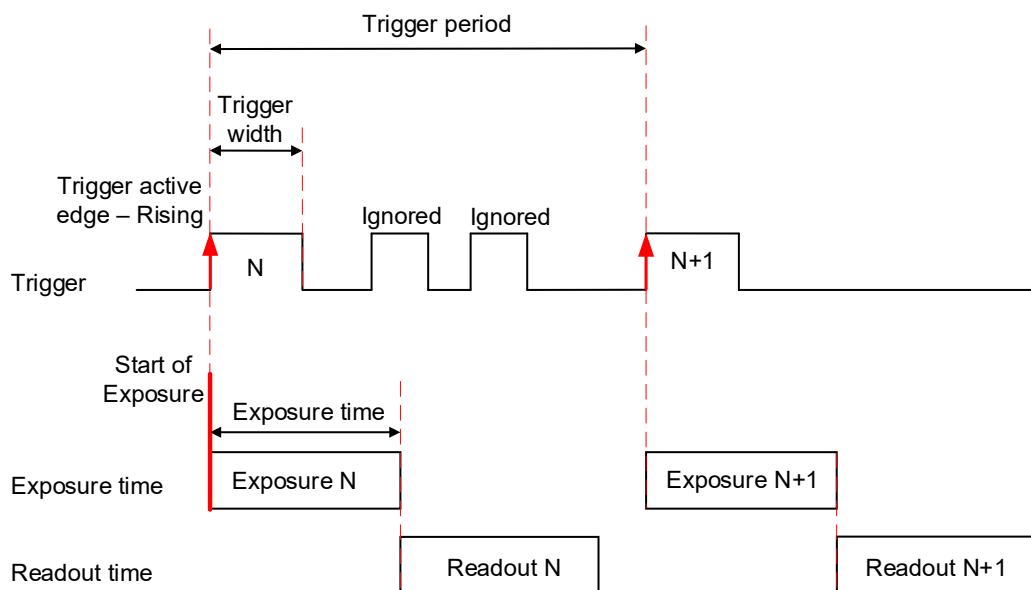 Trigger period
Trigger
width
Trigger active
edge – Rising
Ignored
Ignored
N
N+1
Trigger
Start of
Exposure
Exposure time
Exposure N
Exposure N+1
Exposure time
Readout N
Readout N+1
Readout time